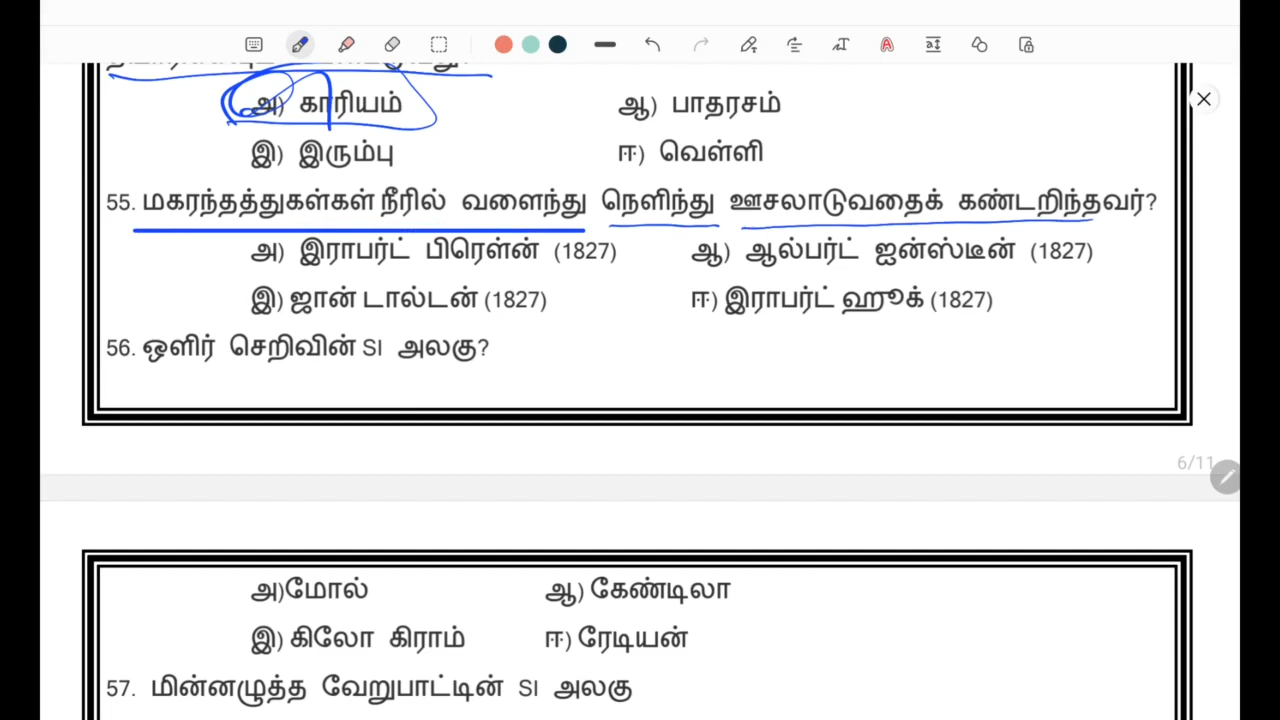 அ) காரியம் ஆ) பாதரசம்
இ) இரும்பு ஈ) வெள்ளி
55. மகரந்தத்துகள்கள் நீரில் வளைந்து நெளிந்து ஊசலாடுவதைக் கண்டறிந்தவர்?
அ) இராபர்ட் பிரௌ்ன் (1827) ஆ) ஆல்பர்ட் ஐன்ஸ்டீன் (1827)
இ) ஜான் டால்டன் (1827) ஈ) இராபர்ட் ஹூக் (1827)
56. ஒளிர் செறிவின் SI அலகு?
6/11
அ)மோல் ஆ) கேண்டிலா
இ) கிலோ கிராம் ஈ) ரேடியன்
57. மின்னழுத்த வேறுபாட்டின் SI அலகு